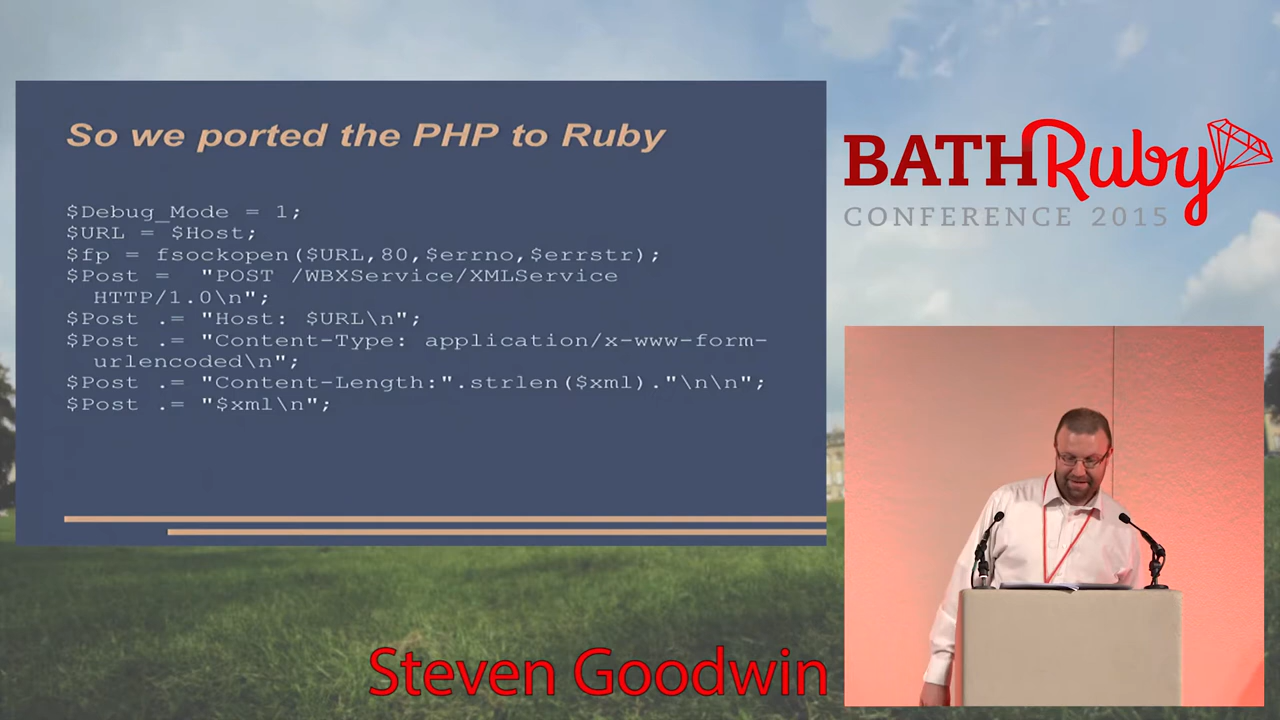 So we ported the PHP to Ruby
$Debug_Mode = 1;
$URL = $Host;
$fp = fsockopen($URL,80,$errno,$errstr);
$Post =  "POST /WBXService/XMLService
HTTP/1.0\n";
$Post .= "Host: $URL\n";
$Post .= "Content-Type: application/x-www-form-
urlencoded\n";
$Post .= "Content-Length:".strlen($xml)."\n\n";
$Post .= "$xml\n";
BATHRuby
CONFERENCE 2015
Steven Goodwin